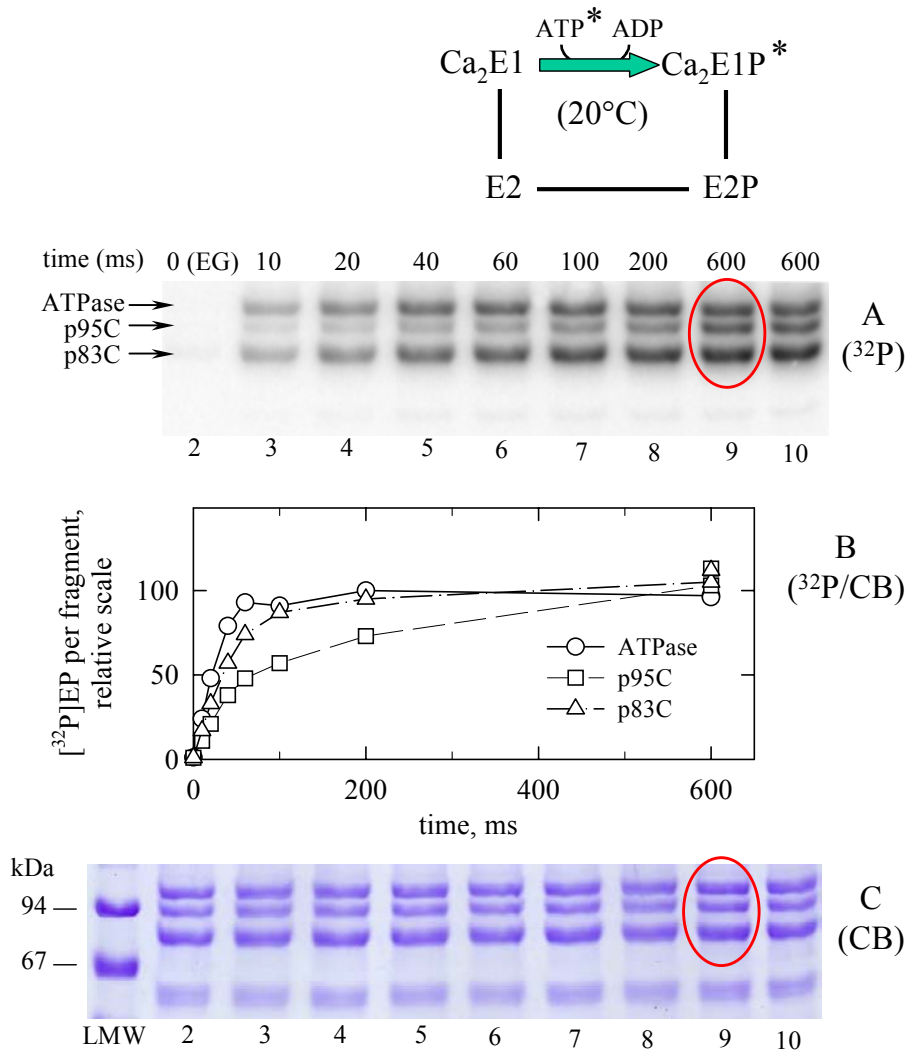 ATP* ADP
Ca₂E1 Ca₂E1P*
(20°C)
E2 E2P
time (ms) 0 (EG) 10 20 40 60 100 200 600 600
ATPase
p95C
p83C
A
(³²P)
2 3 4 5 6 7 8 9 10
[³²P]EP per fragment,
relative scale
100
50
0
ATPase
p95C
p83C
0 200 400 600
time, ms
B
(³²P/CB)
kDa
94
67
C
(CB)
LMW 2 3 4 5 6 7 8 9 10